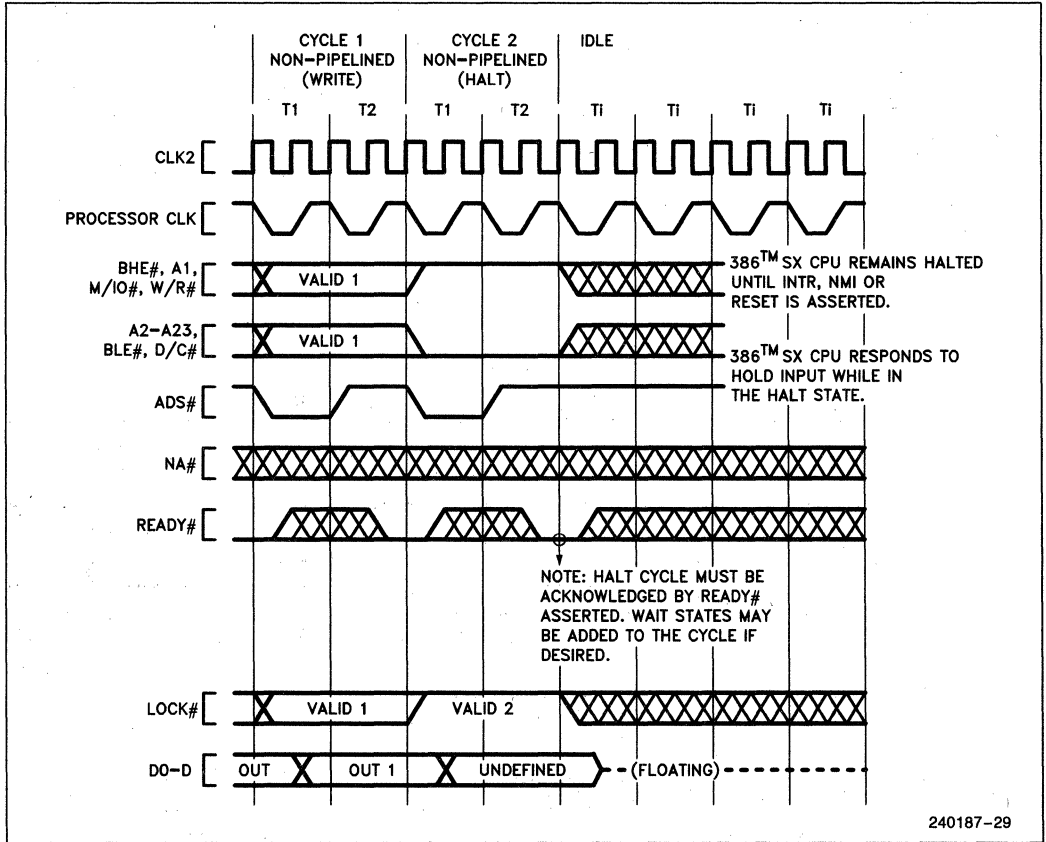 CYCLE 1
NON-PIPELINED
(WRITE)
CYCLE 2
NON-PIPELINED
(HALT)
IDLE
T1 T2 T1 T2 Ti Ti Ti Ti
CLK2
PROCESSOR CLK
BHE#, A1,
M/IO#, W/R#
VALID 1
386™ SX CPU REMAINS HALTED
UNTIL INTR, NMI OR
RESET IS ASSERTED.
A2-A23,
BLE#, D/C#
VALID 1
386™ SX CPU RESPONDS TO
HOLD INPUT WHILE IN
THE HALT STATE.
ADS#
NA#
READY#
NOTE: HALT CYCLE MUST BE
ACKNOWLEDGED BY READY#
ASSERTED. WAIT STATES MAY
BE ADDED TO THE CYCLE IF
DESIRED.
LOCK# VALID 1 VALID 2
D0-D OUT OUT 1 UNDEFINED (FLOATING)
240187-29